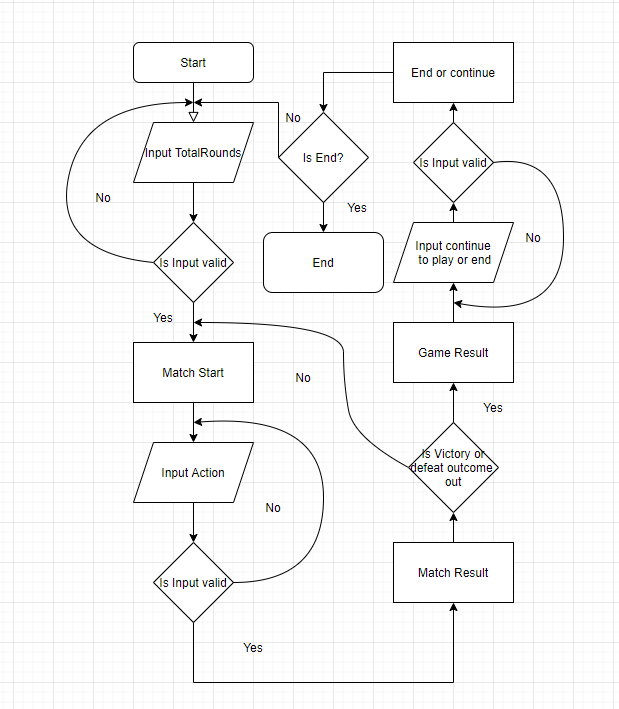 Start
Input TotalRounds
No
Is Input valid
Yes
Match Start
No
Input Action
No
Is Input valid
Yes
Match Result
Is Victory or
defeat outcome
out
Yes
Game Result
Input continue
to play or end
No
Is Input valid
End or continue
No
Is End?
Yes
End